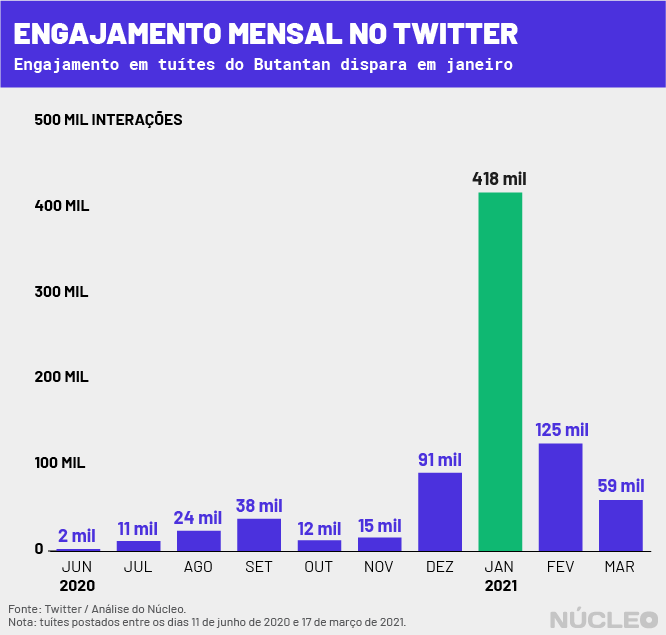 ENGAJAMENTO MENSAL NO TWITTER
Engajamento em tuítes do Butantan dispara em janeiro
500 MIL INTERAÇÕES
400 MIL
300 MIL
200 MIL
100 MIL
0
2 mil
11 mil
24 mil
38 mil
12 mil
15 mil
91 mil
418 mil
125 mil
59 mil
JUN JUL AGO SET OUT NOV DEZ JAN FEV MAR
2020 2021
Fonte: Twitter / Análise do Núcleo.
Nota: tuítes postados entre os dias 11 de junho de 2020 e 17 de março de 2021.
NÚCLEO